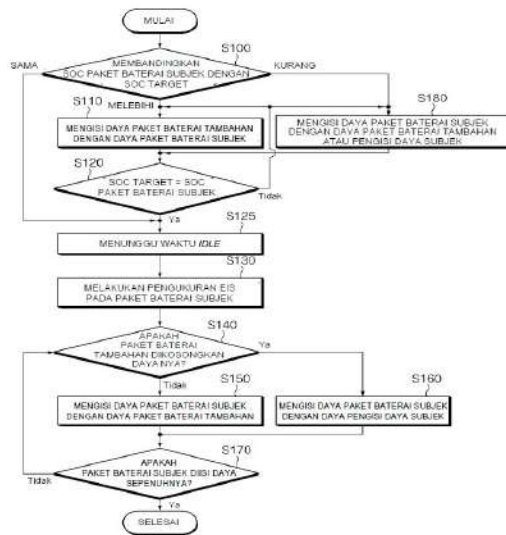 MULAI
S100
SAMA
MEMBANDINGKAN
SOC PAKET BATERAI SUBJEK DENGAN
SOC TARGET
KURANG
S110
MELEBIHI
S180
MENGISI DAYA PAKET BATERAI TAMBAHAN
DENGAN DAYA PAKET BATERAI SUBJEK
MENGISI DAYA PAKET BATERAI SUBJEK
DENGAN DAYA PAKET BATERAI TAMBAHAN
ATAU PENGISI DAYA SUBJEK
S120
SOC TARGET = SOC
PAKET BATERAI SUBJEK
Tidak
Ya
S125
MENUNGGU WAKTU IDLE
S130
MELAKUKAN PENGUKURAN EIS
PADA PAKET BATERAI SUBJEK
S140
APAKAH
PAKET BATERAI
TAMBAHAN DIKOSONGKAN
DAYA NYA?
Ya
Tidak
S150
S160
MENGISI DAYA PAKET BATERAI SUBJEK
DENGAN DAYA PAKET BATERAI TAMBAHAN
MENGISI DAYA PAKET BATERAI SUBJEK
DENGAN DAYA PENGISI DAYA SUBJEK
S170
APAKAH
PAKET BATERAI SUBJEK DIISI DAYA
SEPENUHNYA?
Tidak
Ya
SELESAI